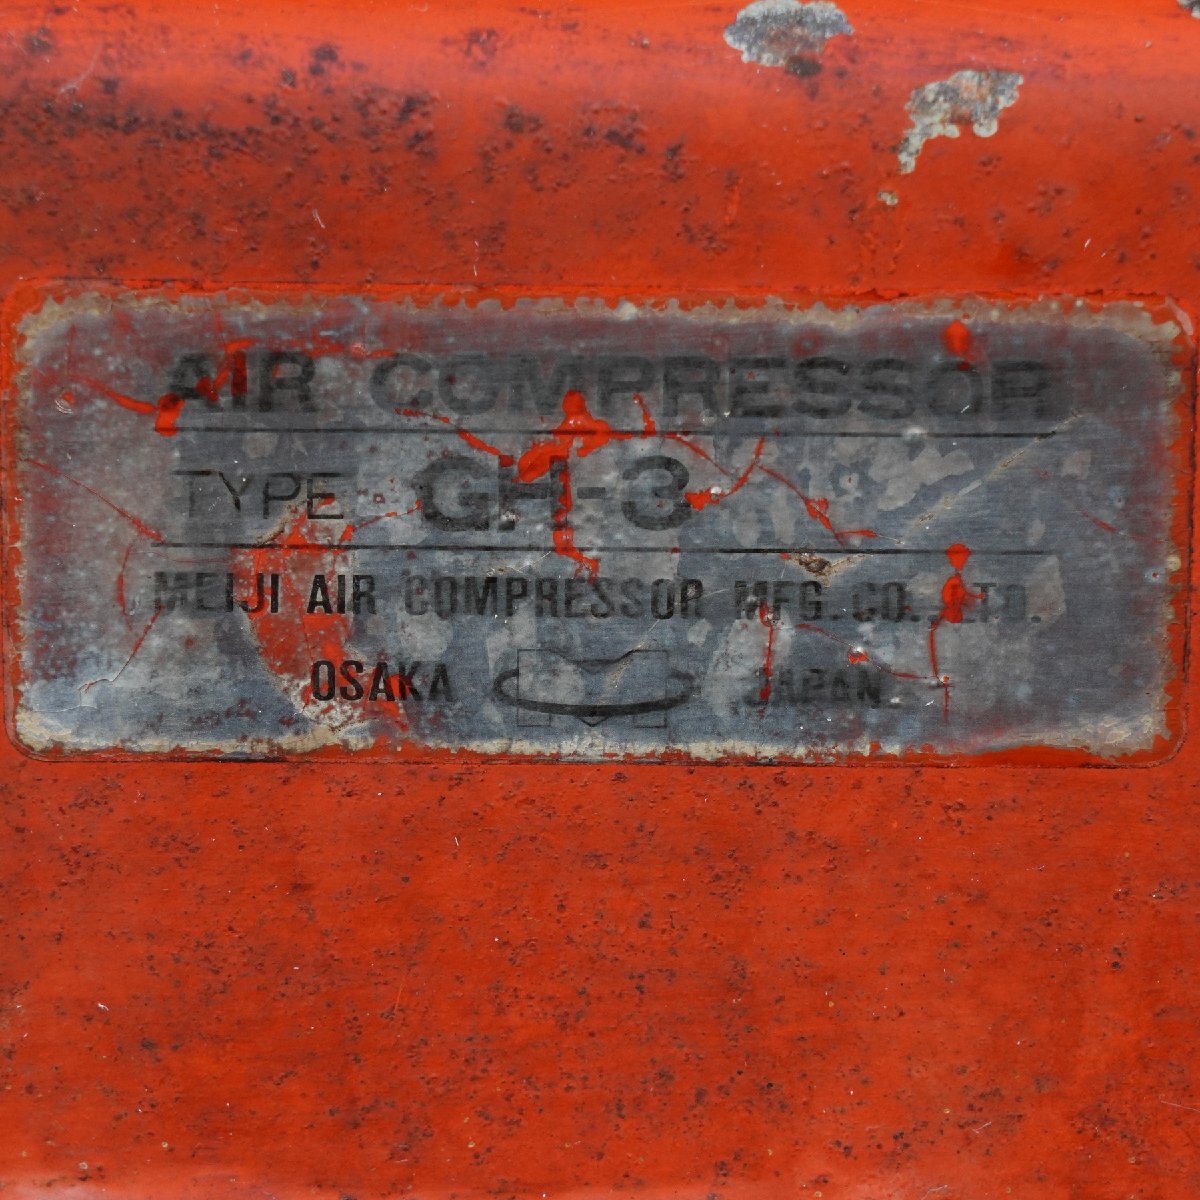 AIR COMPRESSOR
TYPE GH-3
MEIJI AIR COMPRESSOR MFG. CO., LTD.
OSAKA JAPAN